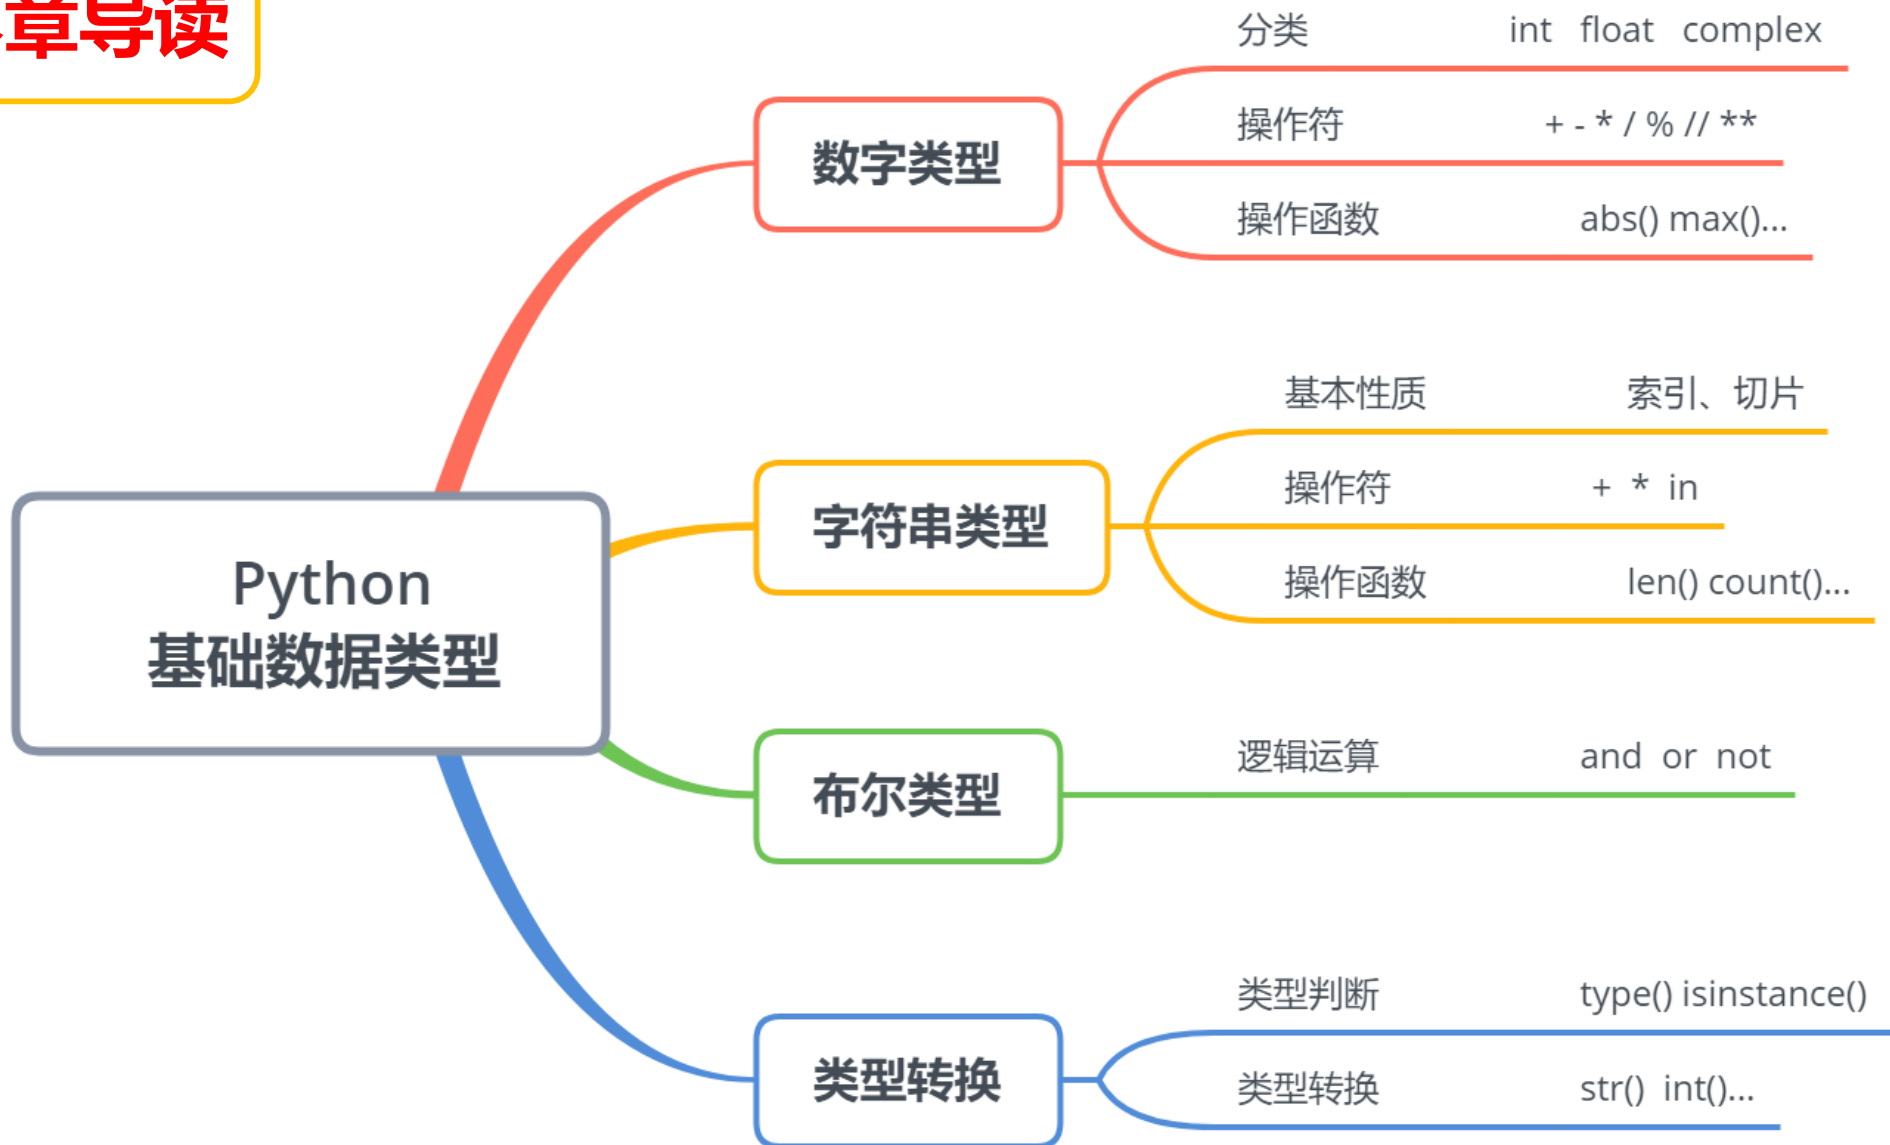 章导读
分类 int float complex
操作符 + - * / % // **
数字类型
操作函数 abs() max()...
基本性质 索引、切片
操作符 + * in
字符串类型
操作函数 len() count()...
Python
基础数据类型
逻辑运算 and or not
布尔类型
类型判断 type() isinstance()
类型转换
类型转换 str() int()...